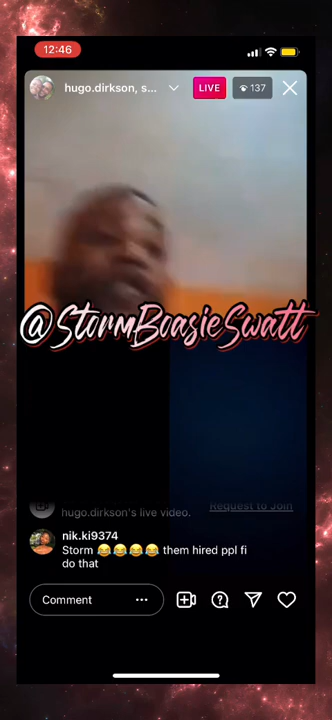 12:46
hugo.dirkson, s...
LIVE
137
@StormBoasieSwatt
hugo.dirkson's live video.
Request to Join
nik.ki9374
Storm 😂😂😂😂 them hired ppl fi
do that
Comment